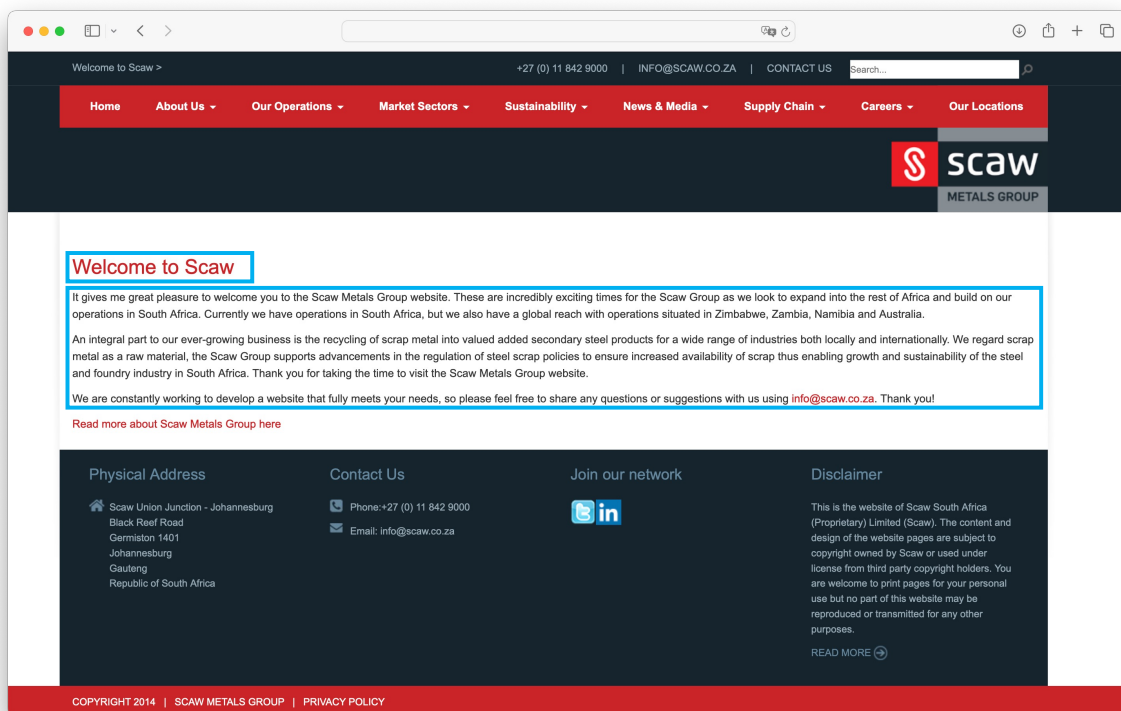 Welcome to Scaw >
+27 (0) 11 842 9000 | INFO@SCAW.CO.ZA | CONTACT US Search...
Home About Us Our Operations Market Sectors Sustainability News & Media Supply Chain Careers Our Locations
S scaw
METALS GROUP
Welcome to Scaw
It gives me great pleasure to welcome you to the Scaw Metals Group website. These are incredibly exciting times for the Scaw Group as we look to expand into the rest of Africa and build on our
operations in South Africa. Currently we have operations in South Africa, but we also have a global reach with operations situated in Zimbabwe, Zambia, Namibia and Australia.
An integral part to our ever-growing business is the recycling of scrap metal into valued added secondary steel products for a wide range of industries both locally and internationally. We regard scrap
metal as a raw material, the Scaw Group supports advancements in the regulation of steel scrap policies to ensure increased availability of scrap thus enabling growth and sustainability of the steel
and foundry industry in South Africa. Thank you for taking the time to visit the Scaw Metals Group website.
We are constantly working to develop a website that fully meets your needs, so please feel free to share any questions or suggestions with us using info@scaw.co.za. Thank you!
Read more about Scaw Metals Group here
Physical Address
Scaw Union Junction - Johannesburg
Black Reef Road
Germiston 1401
Johannesburg
Gauteng
Republic of South Africa
Contact Us
Phone:+27 (0) 11 842 9000
Email: info@scaw.co.za
Join our network
in
Disclaimer
This is the website of Scaw South Africa
(Proprietary) Limited (Scaw). The content and
design of the website pages are subject to
copyright owned by Scaw or used under
license from third party copyright holders. You
are welcome to print pages for your personal
use but no part of this website may be
reproduced or transmitted for any other
purposes.
READ MORE
COPYRIGHT 2014 | SCAW METALS GROUP | PRIVACY POLICY